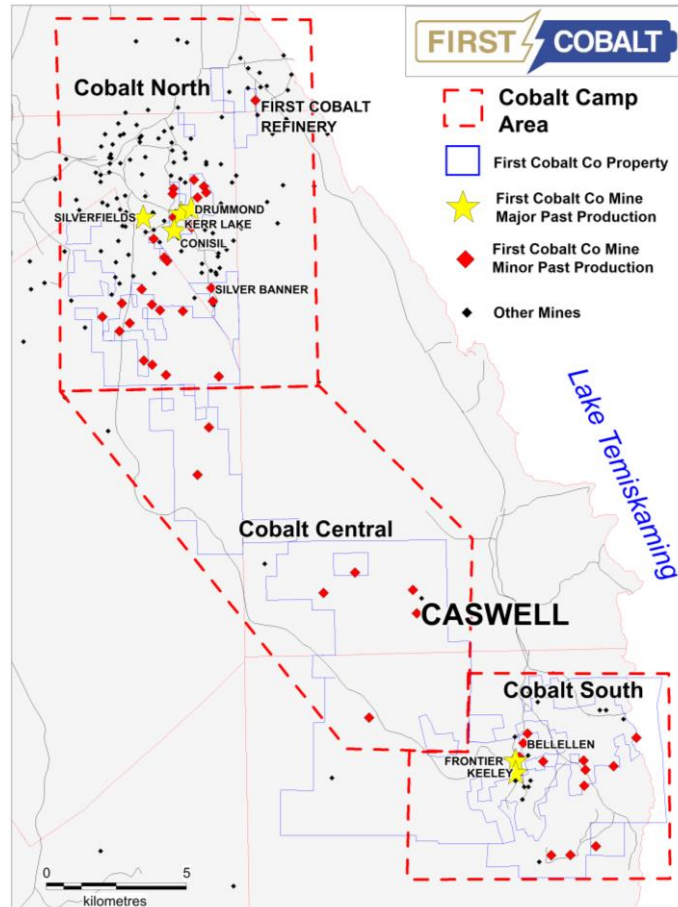 FIRST COBALT
Cobalt North
FIRST COBALT
REFINERY
SILVERFIELDS
DRUMMOND
KERR LAKE
CONISIL
SILVER BANNER
Cobalt Camp
Area
First Cobalt Co Property
First Cobalt Co Mine
Major Past Production
First Cobalt Co Mine
Minor Past Production
Other Mines
Lake Temiskaming
Cobalt Central
CASWELL
Cobalt South
BELLELLEN
FRONTIER
KEELEY
0 5
kilometres